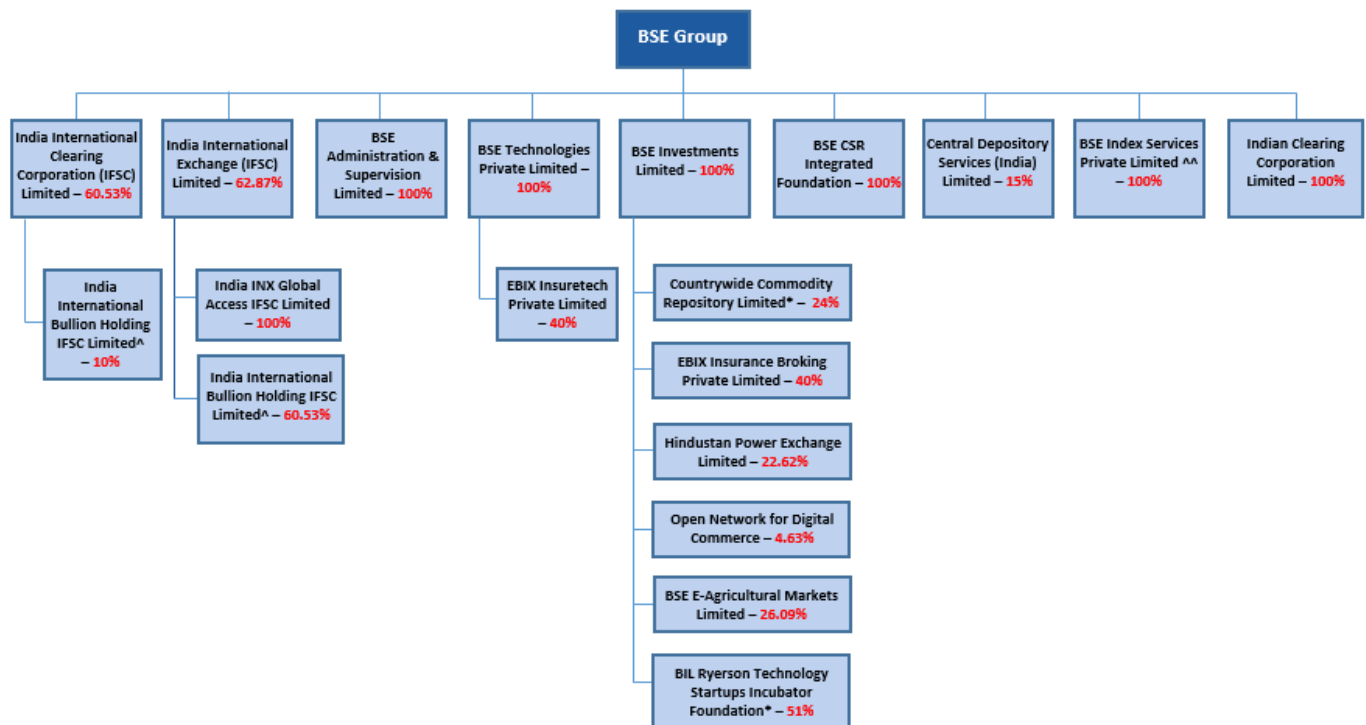 BSE Group
India International
Clearing
Corporation (IFSC)
Limited – 60.53%
India International
Exchange (IFSC)
Limited – 62.87%
BSE
Administration &
Supervision
Limited – 100%
BSE Technologies
Private Limited –
100%
BSE Investments
Limited – 100%
BSE CSR
Integrated
Foundation – 100%
Central Depository
Services (India)
Limited – 15%
BSE Index Services
Private Limited ^^
– 100%
Indian Clearing
Corporation
Limited – 100%
India
International
Bullion Holding
IFSC Limited^
– 10%
India INX Global
Access IFSC Limited
– 100%
India International
Bullion Holding IFSC
Limited^ – 60.53%
EBIX Insuretech
Private Limited
– 40%
Countrywide Commodity
Repository Limited* – 24%
EBIX Insurance Broking
Private Limited – 40%
Hindustan Power Exchange
Limited – 22.62%
Open Network for Digital
Commerce – 4.63%
BSE E-Agricultural Markets
Limited – 26.09%
BIL Ryerson Technology
Startups Incubator
Foundation* – 51%